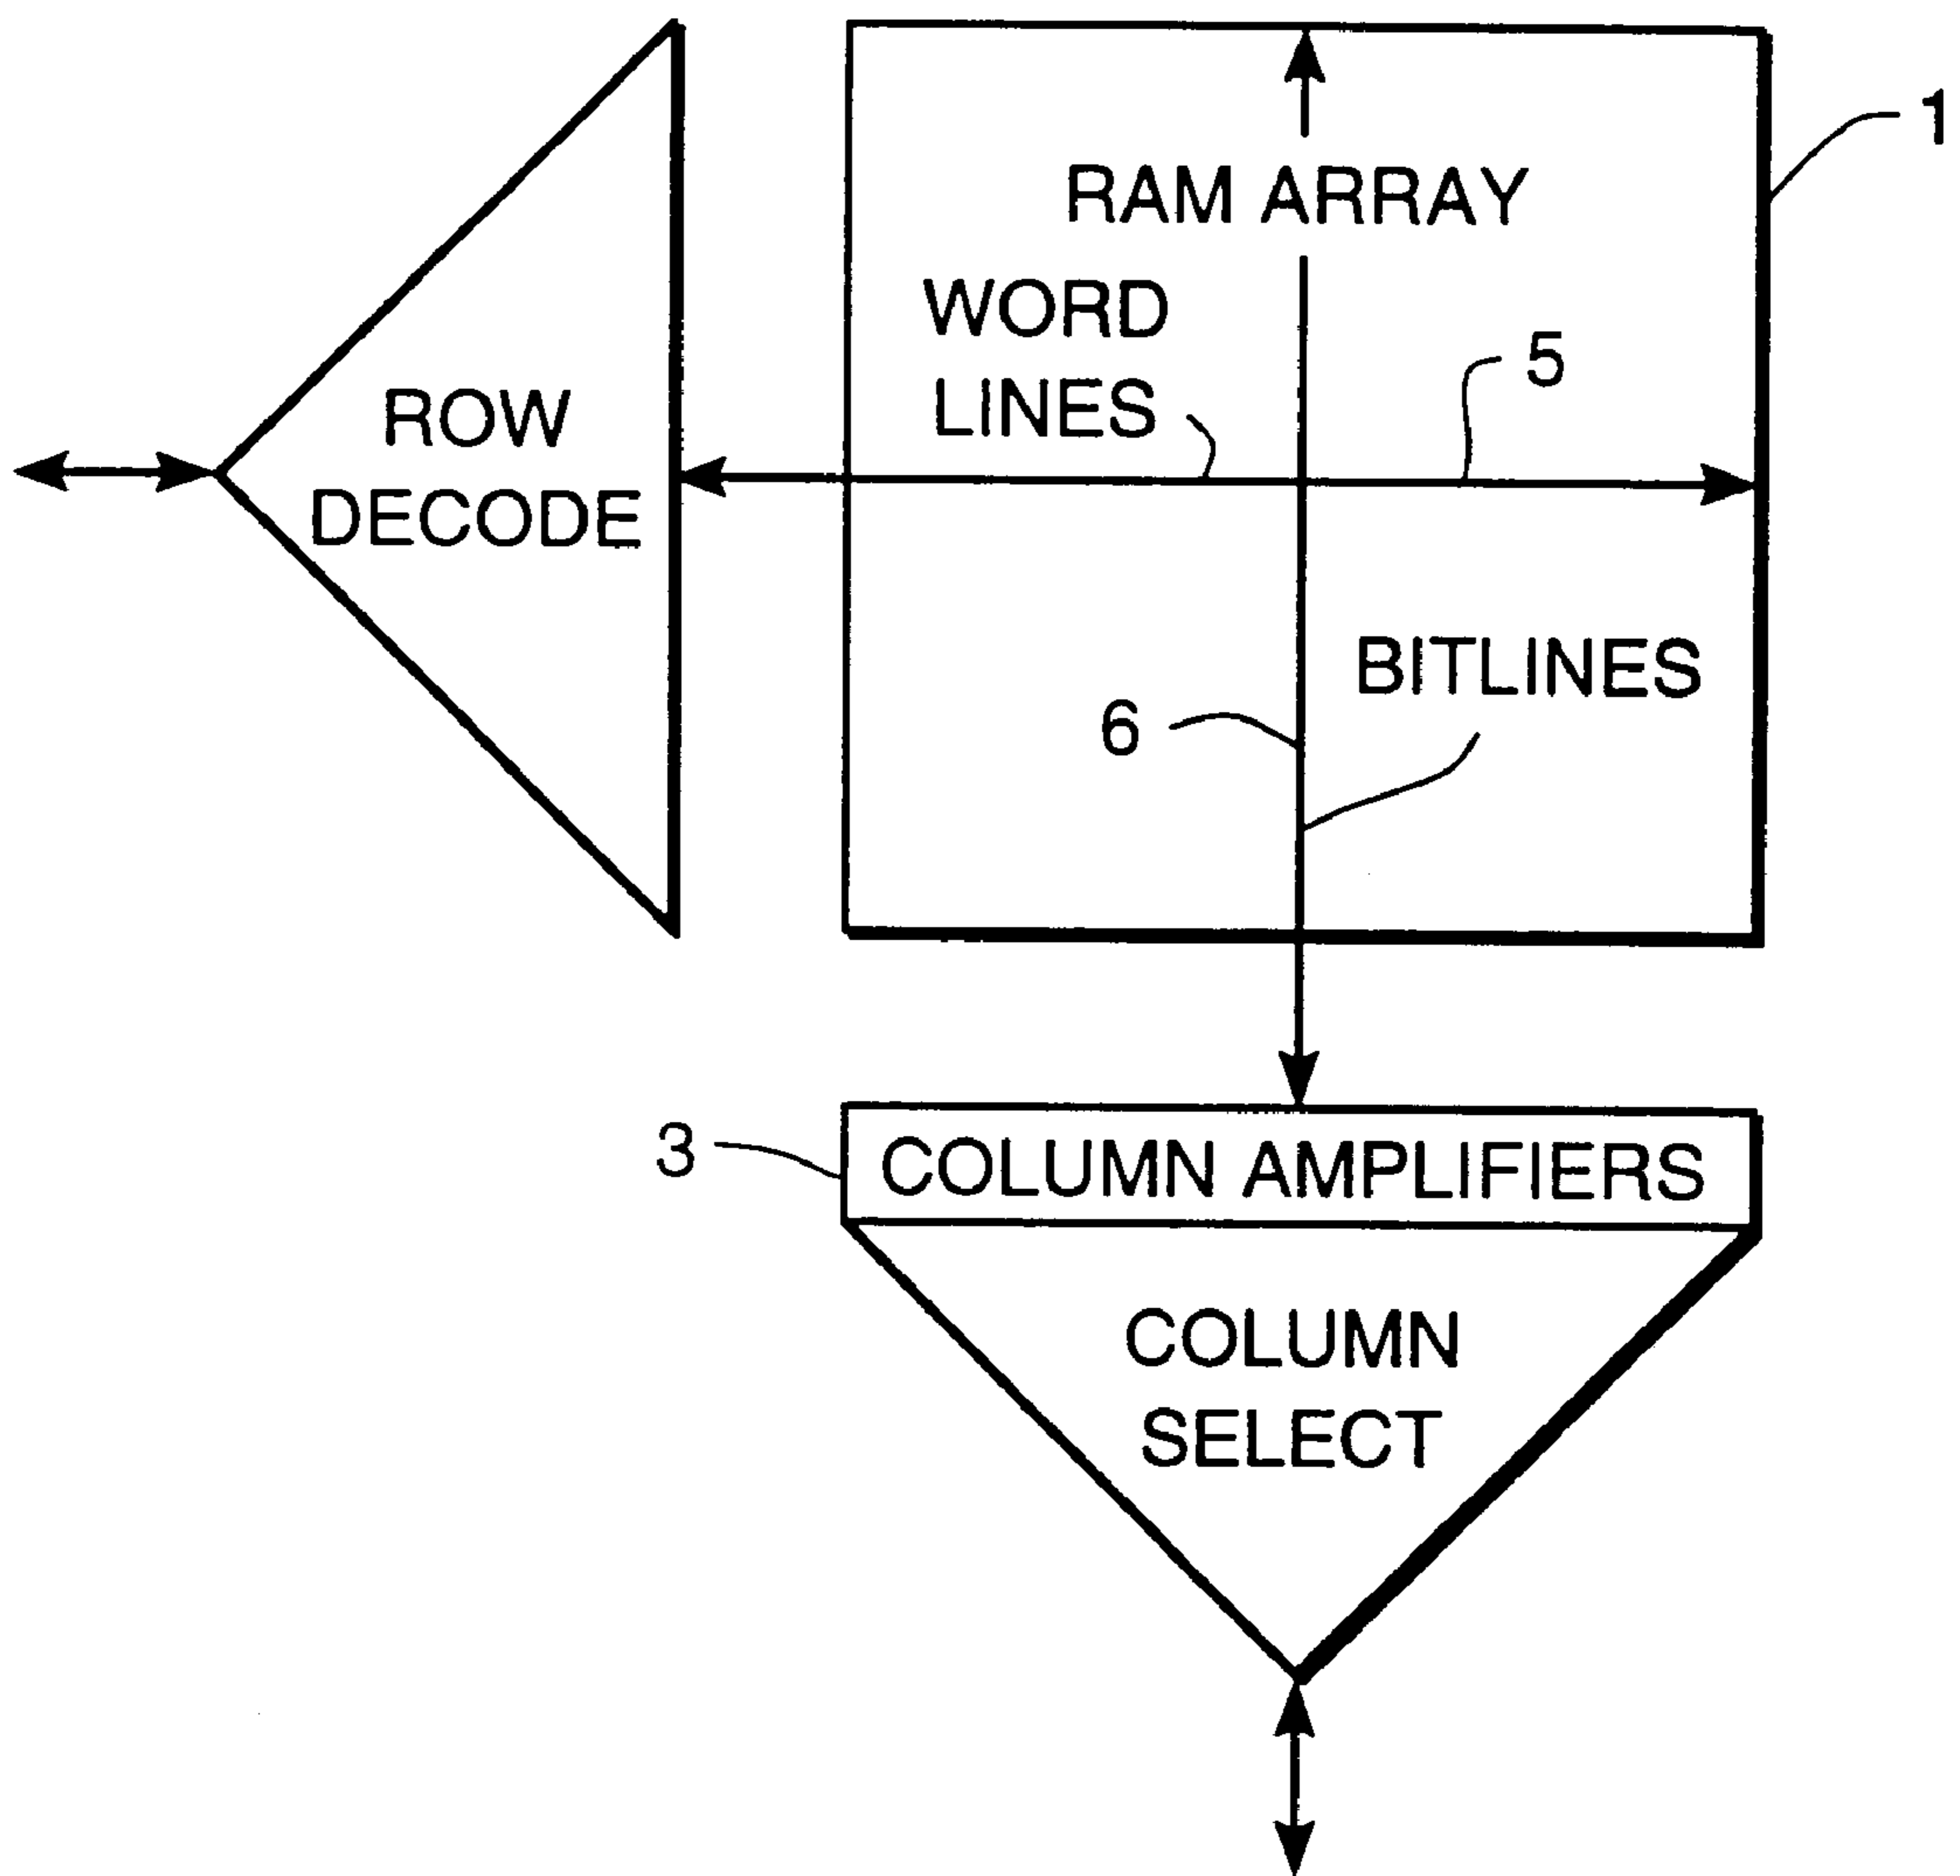 1
RAM ARRAY
WORD
LINES
5
ROW
DECODE
BITLINES
6
3
COLUMN AMPLIFIERS
COLUMN
SELECT